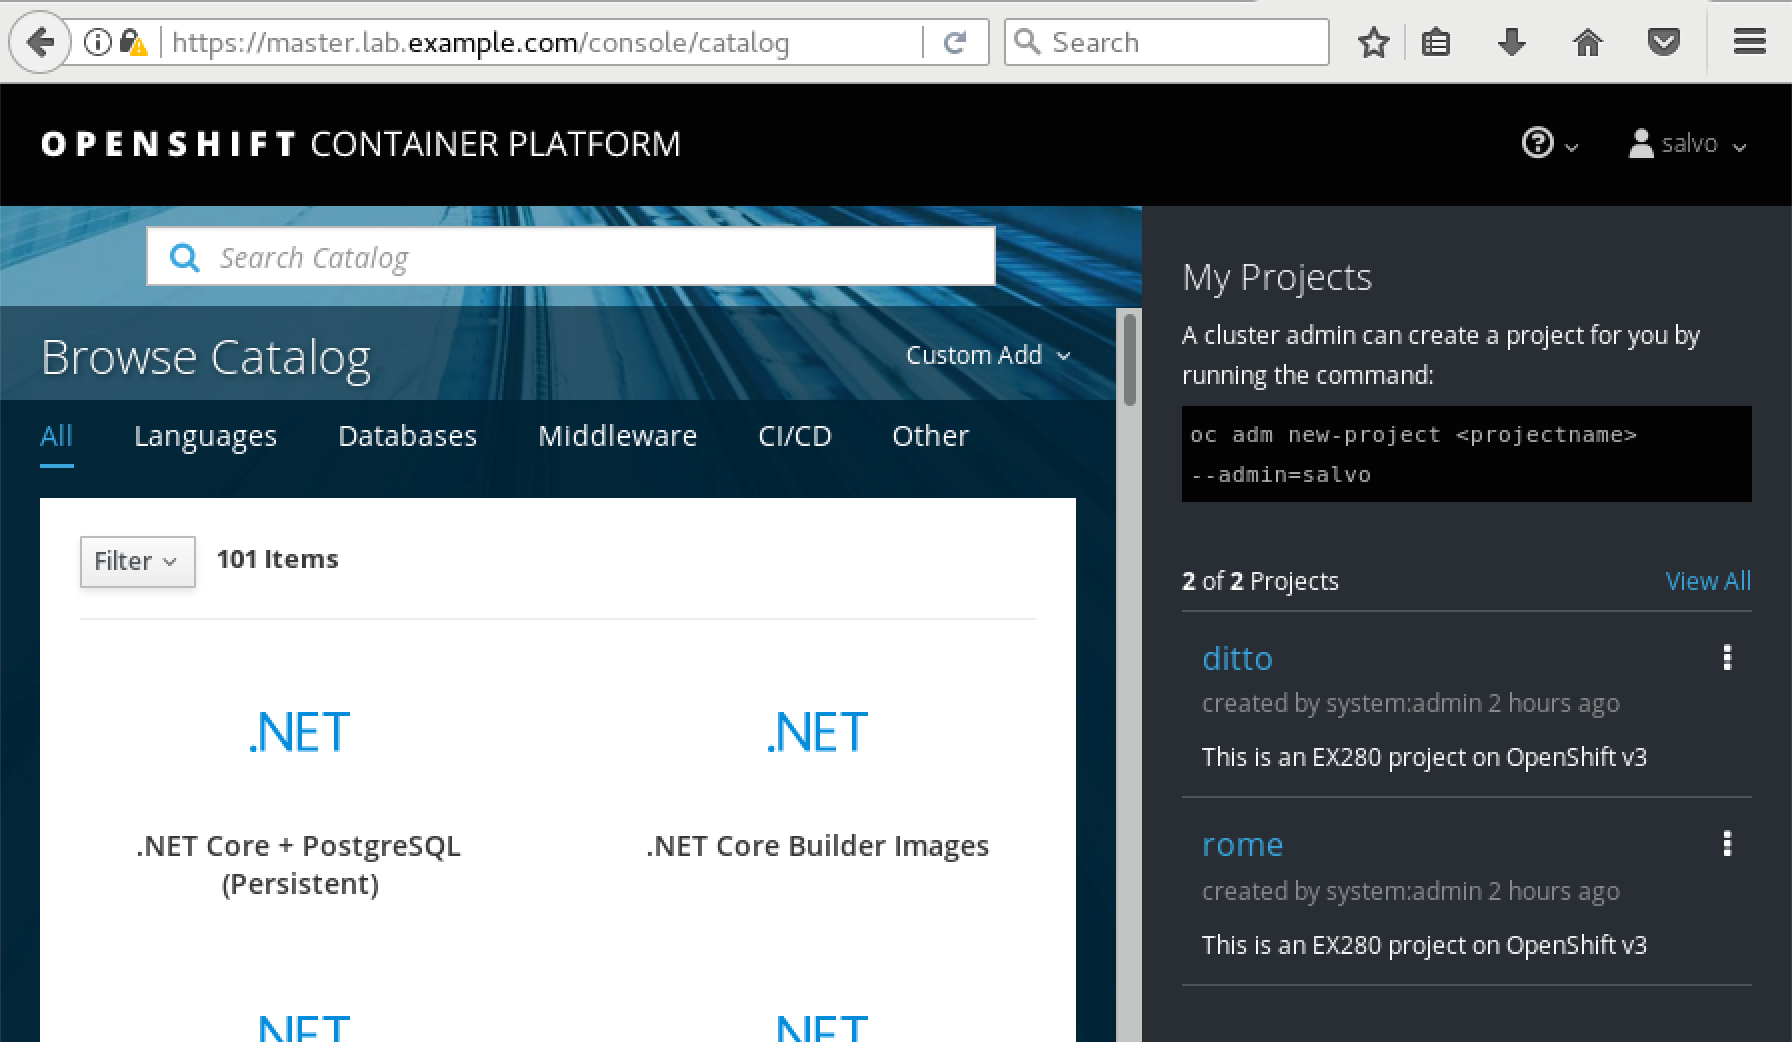 https://master.lab.example.com/console/catalog
Search
OPENSHIFT CONTAINER PLATFORM
salvo
Search Catalog
Browse Catalog
Custom Add
All
Languages
Databases
Middleware
CI/CD
Other
Filter
101 Items
.NET
.NET
.NET Core + PostgreSQL
(Persistent)
.NET Core Builder Images
.NET
.NET
My Projects
A cluster admin can create a project for you by
running the command:
oc adm new-project <projectname>
--admin=salvo
2 of 2 Projects
View All
ditto
created by system:admin 2 hours ago
This is an EX280 project on OpenShift v3
rome
created by system:admin 2 hours ago
This is an EX280 project on OpenShift v3